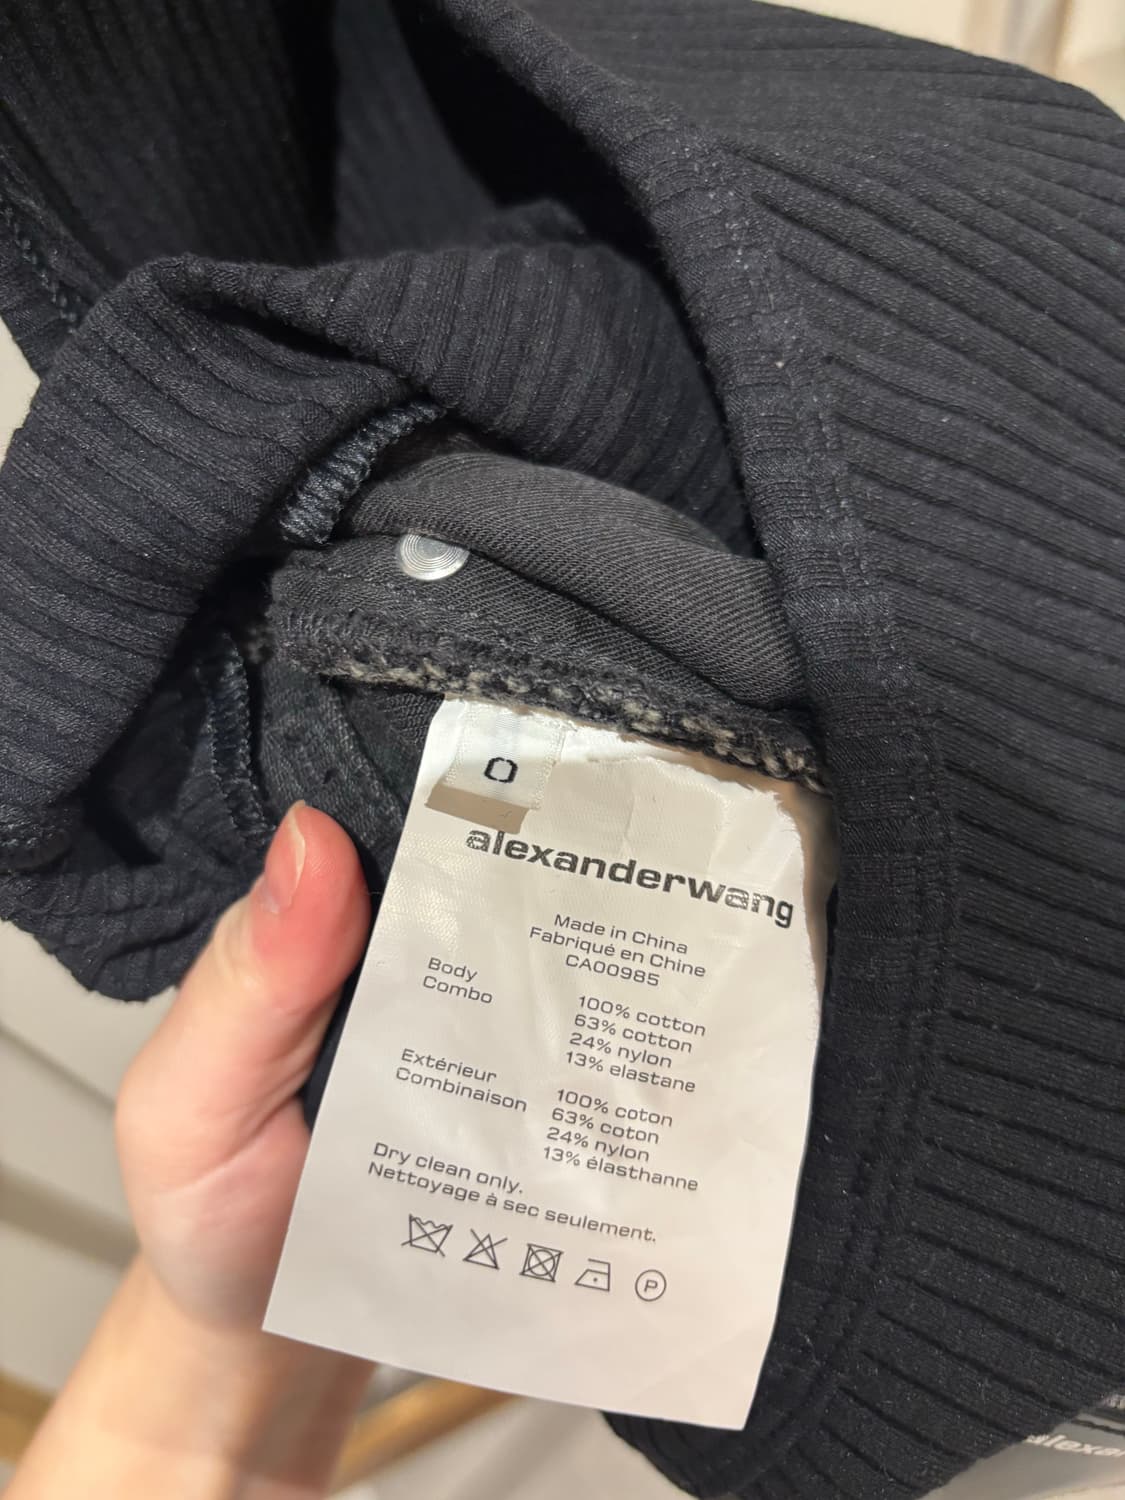 0
alexanderwang
Made in China
Fabriqué en Chine
CA00985
Body
Combo
100% cotton
63% cotton
24% nylon
13% elastane
Extérieur
Combinaison
100% coton
63% coton
24% nylon
13% élasthanne
Dry clean only.
Nettoyage à sec seulement.
P